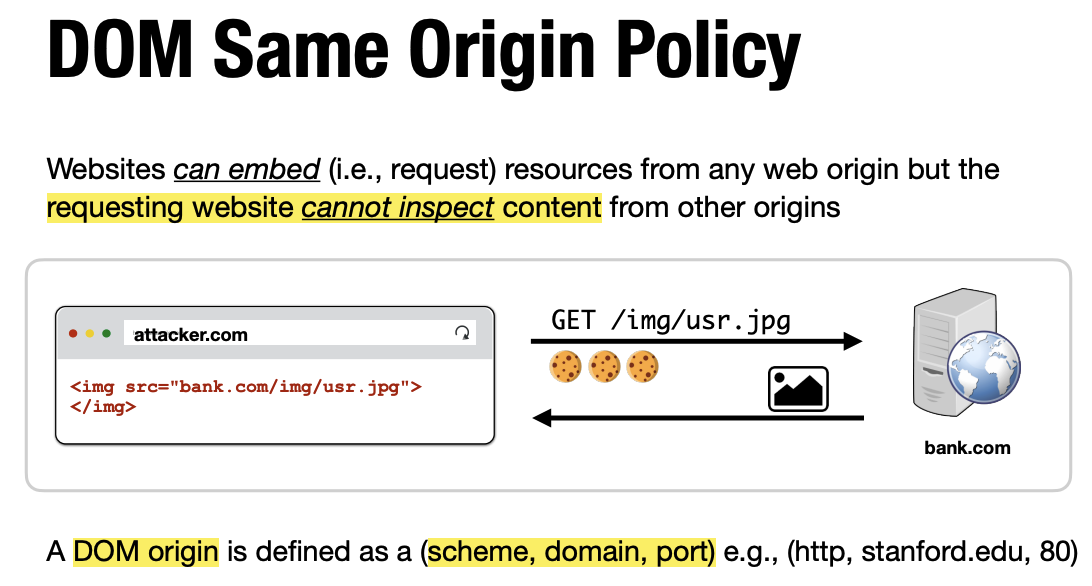 DOM Same Origin Policy
Websites can embed (i.e., request) resources from any web origin but the
requesting website cannot inspect content from other origins
attacker.com
<img src="bank.com/img/usr.jpg">
</img>
GET /img/usr.jpg
bank.com
A DOM origin is defined as a (scheme, domain, port) e.g., (http, stanford.edu, 80)